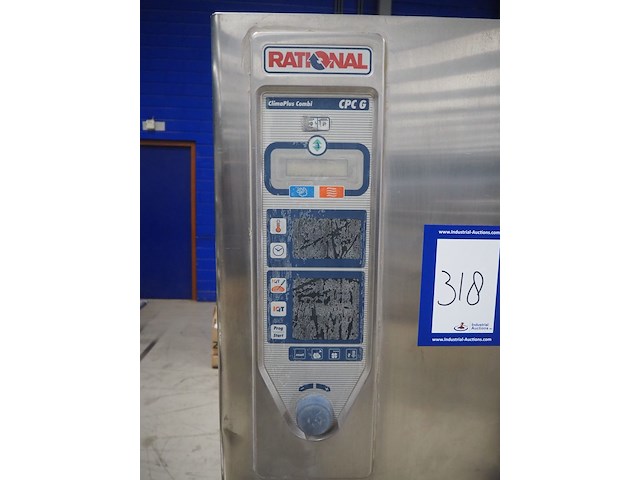 RATIONAL
ClimaPlus Combi CPC G
www.Industrial-Auctions.com
318
IQT
Prog
Start
Industrial
Auctions
www.Industrial-Auctions.com